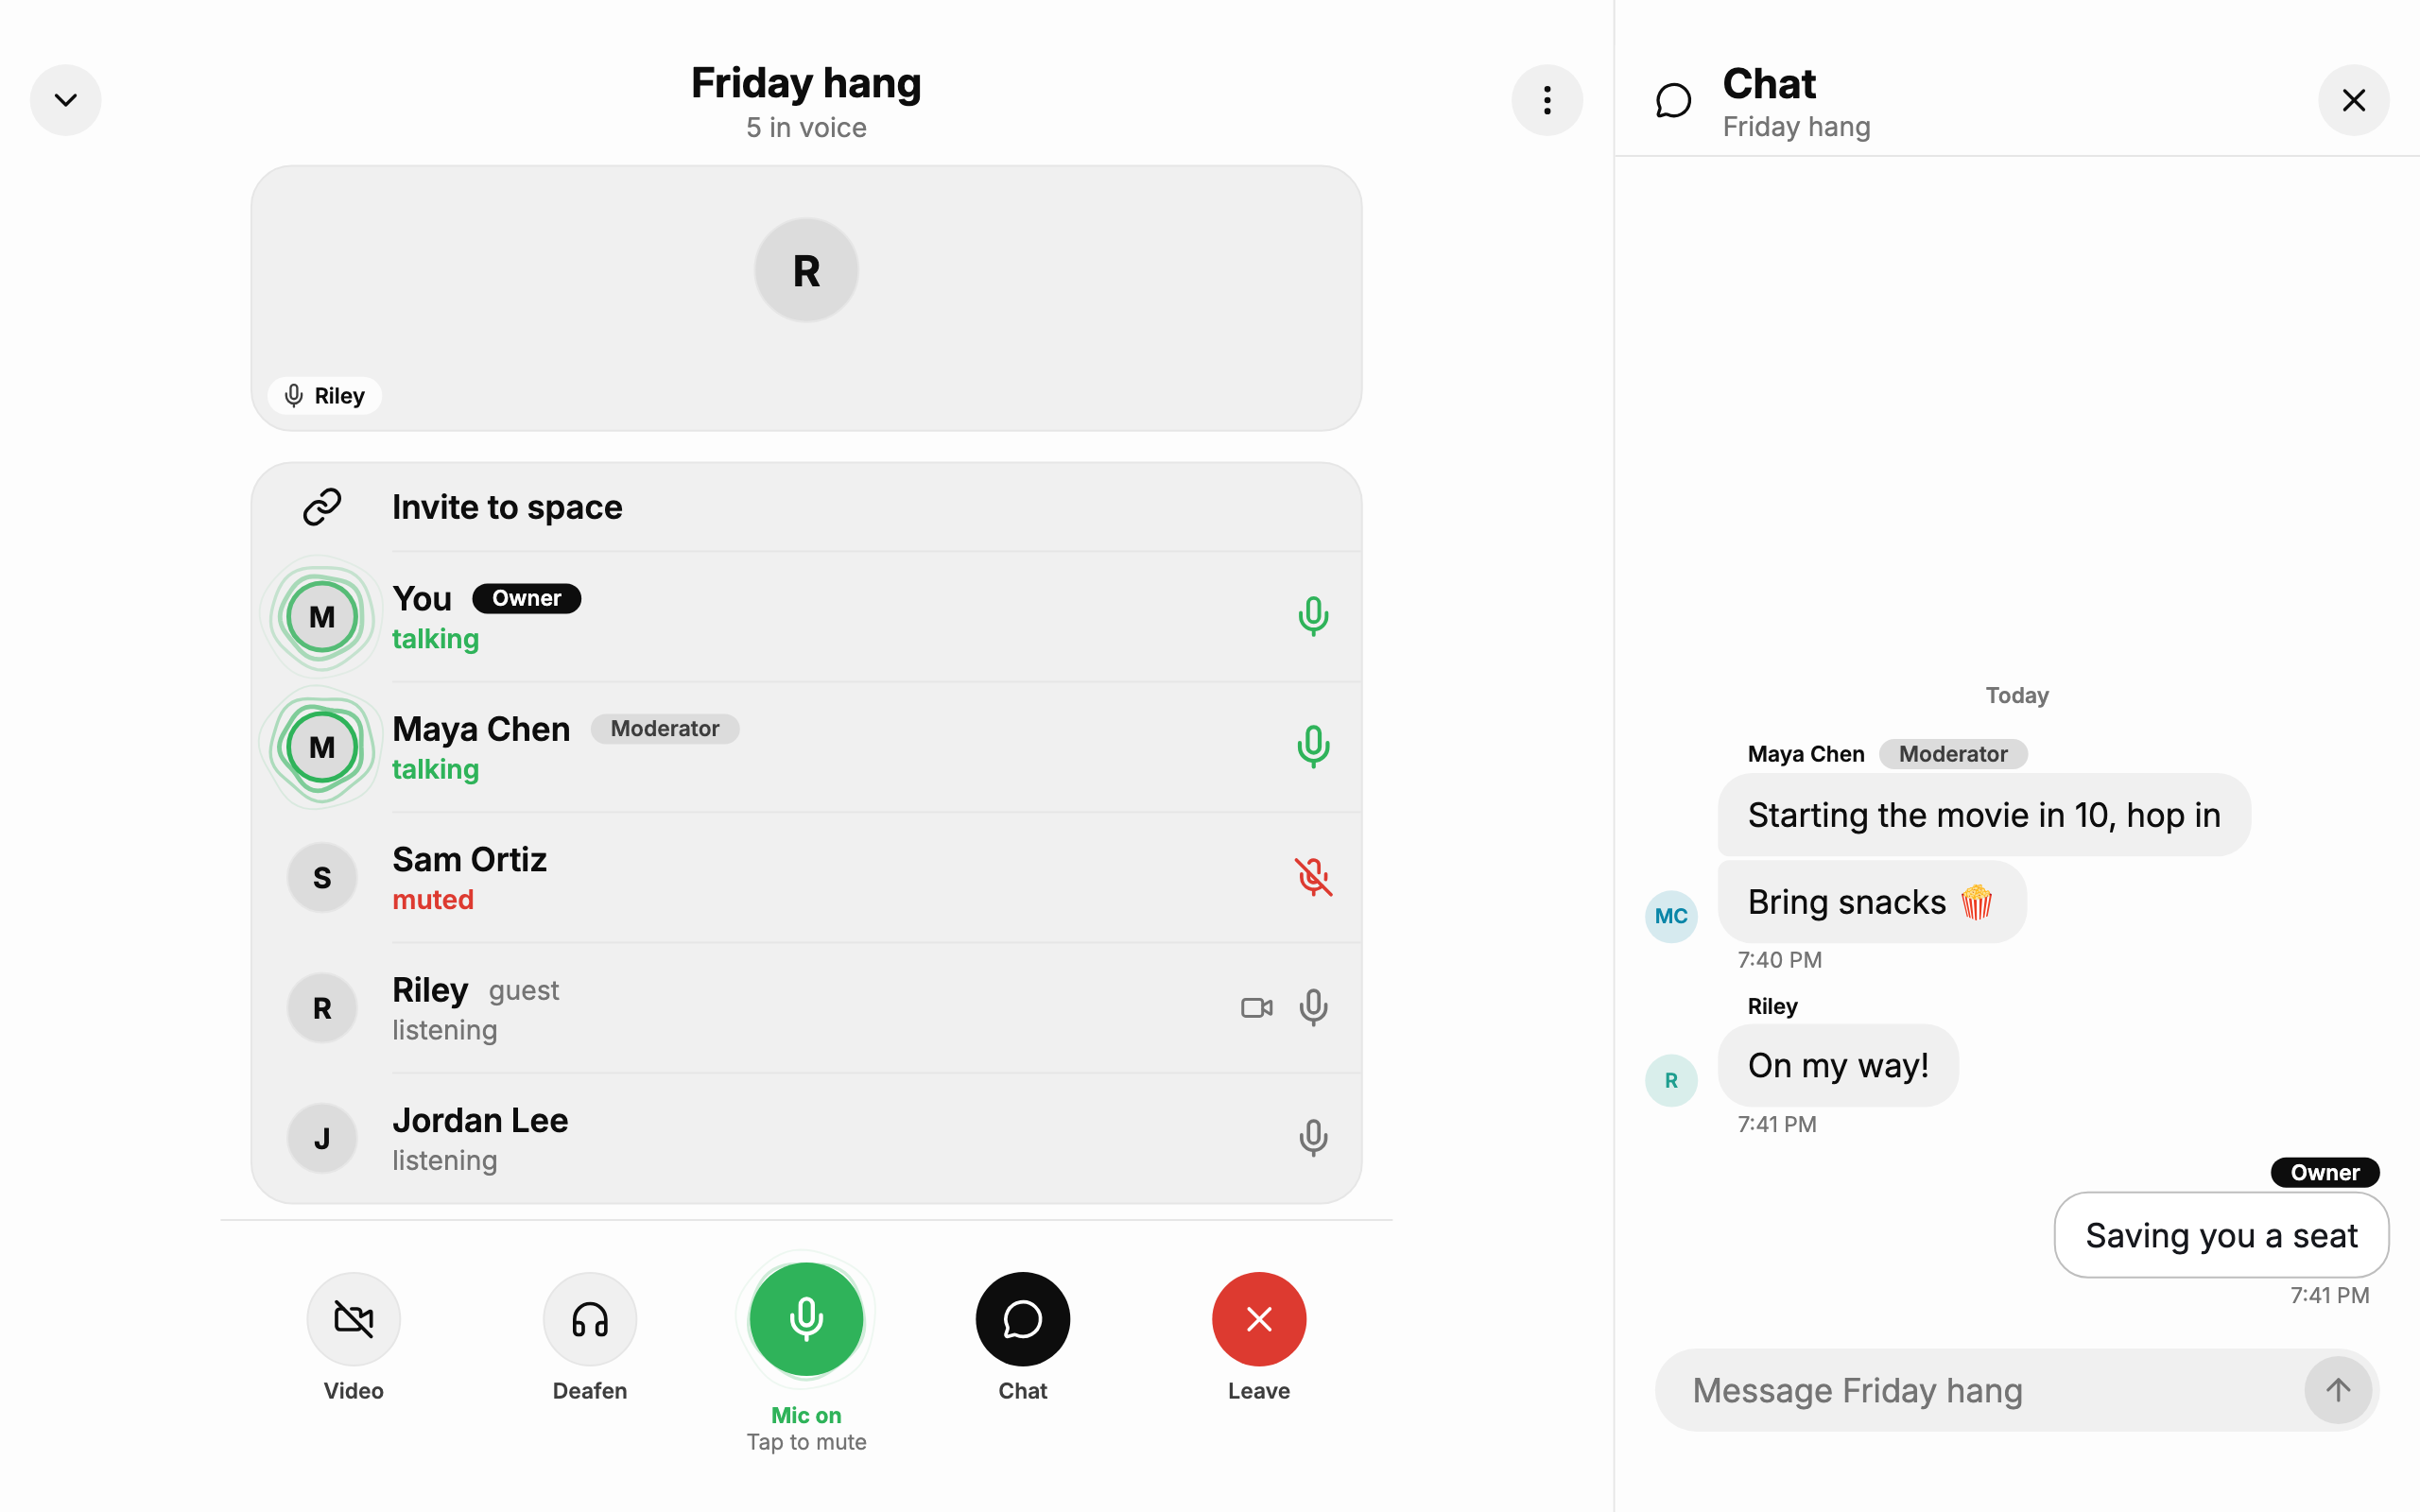 Friday hang
5 in voice
R
Riley
Invite to space
M
You Owner
talking
M
Maya Chen Moderator
talking
S
Sam Ortiz
muted
R
Riley guest
listening
J
Jordan Lee
listening
Video
Deafen
Mic on
Tap to mute
Chat
Leave
Chat
Friday hang
Today
Maya Chen Moderator
Starting the movie in 10, hop in
MC
Bring snacks 🍿
7:40 PM
Riley
R
On my way!
7:41 PM
Owner
Saving you a seat
7:41 PM
Message Friday hang